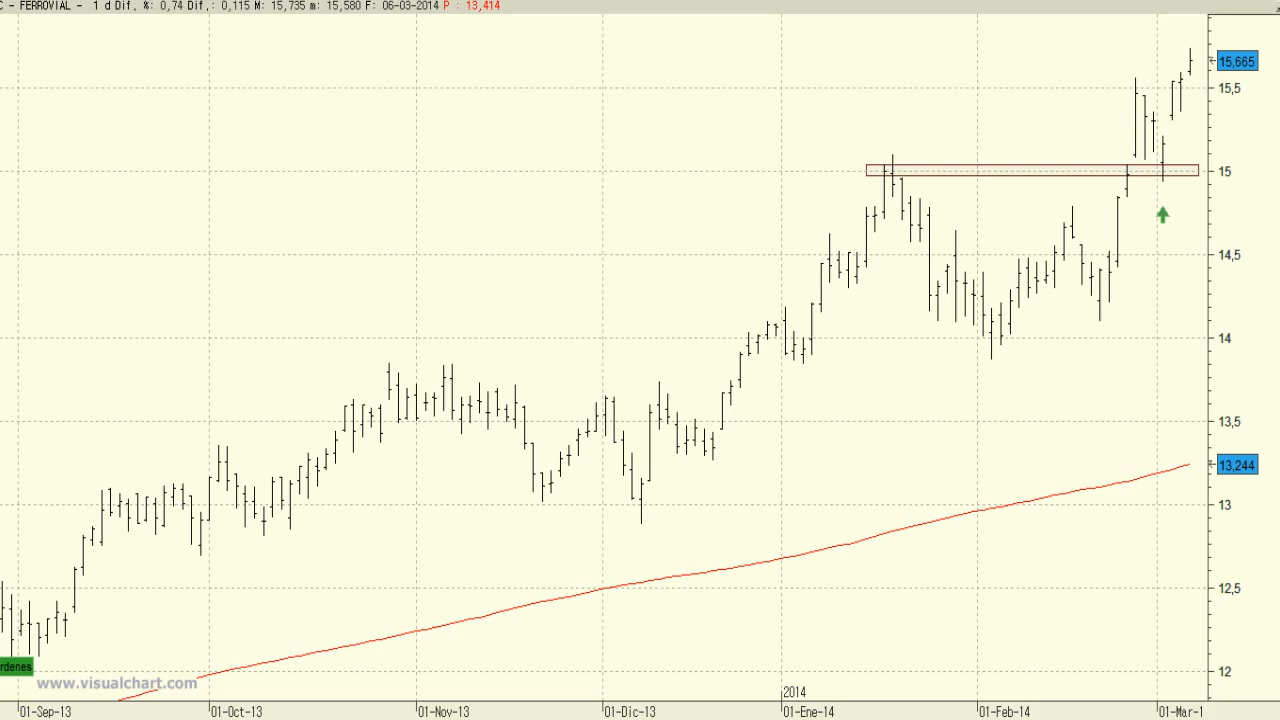 C - FERROVIAL - 1 d Dif, %: 0,74 Dif,: 0,115 M: 15,735 m: 15,580 F: 06-03-2014 P : 13,414
15,665
15,5
15
14,5
14
13,5
13,244
13
12,5
12
rdenes
www.visualchart.com
2014
01-Sep-13 01-Oct-13 01-Nov-13 01-Dic-13 01-Ene-14 01-Feb-14 01-Mar-1